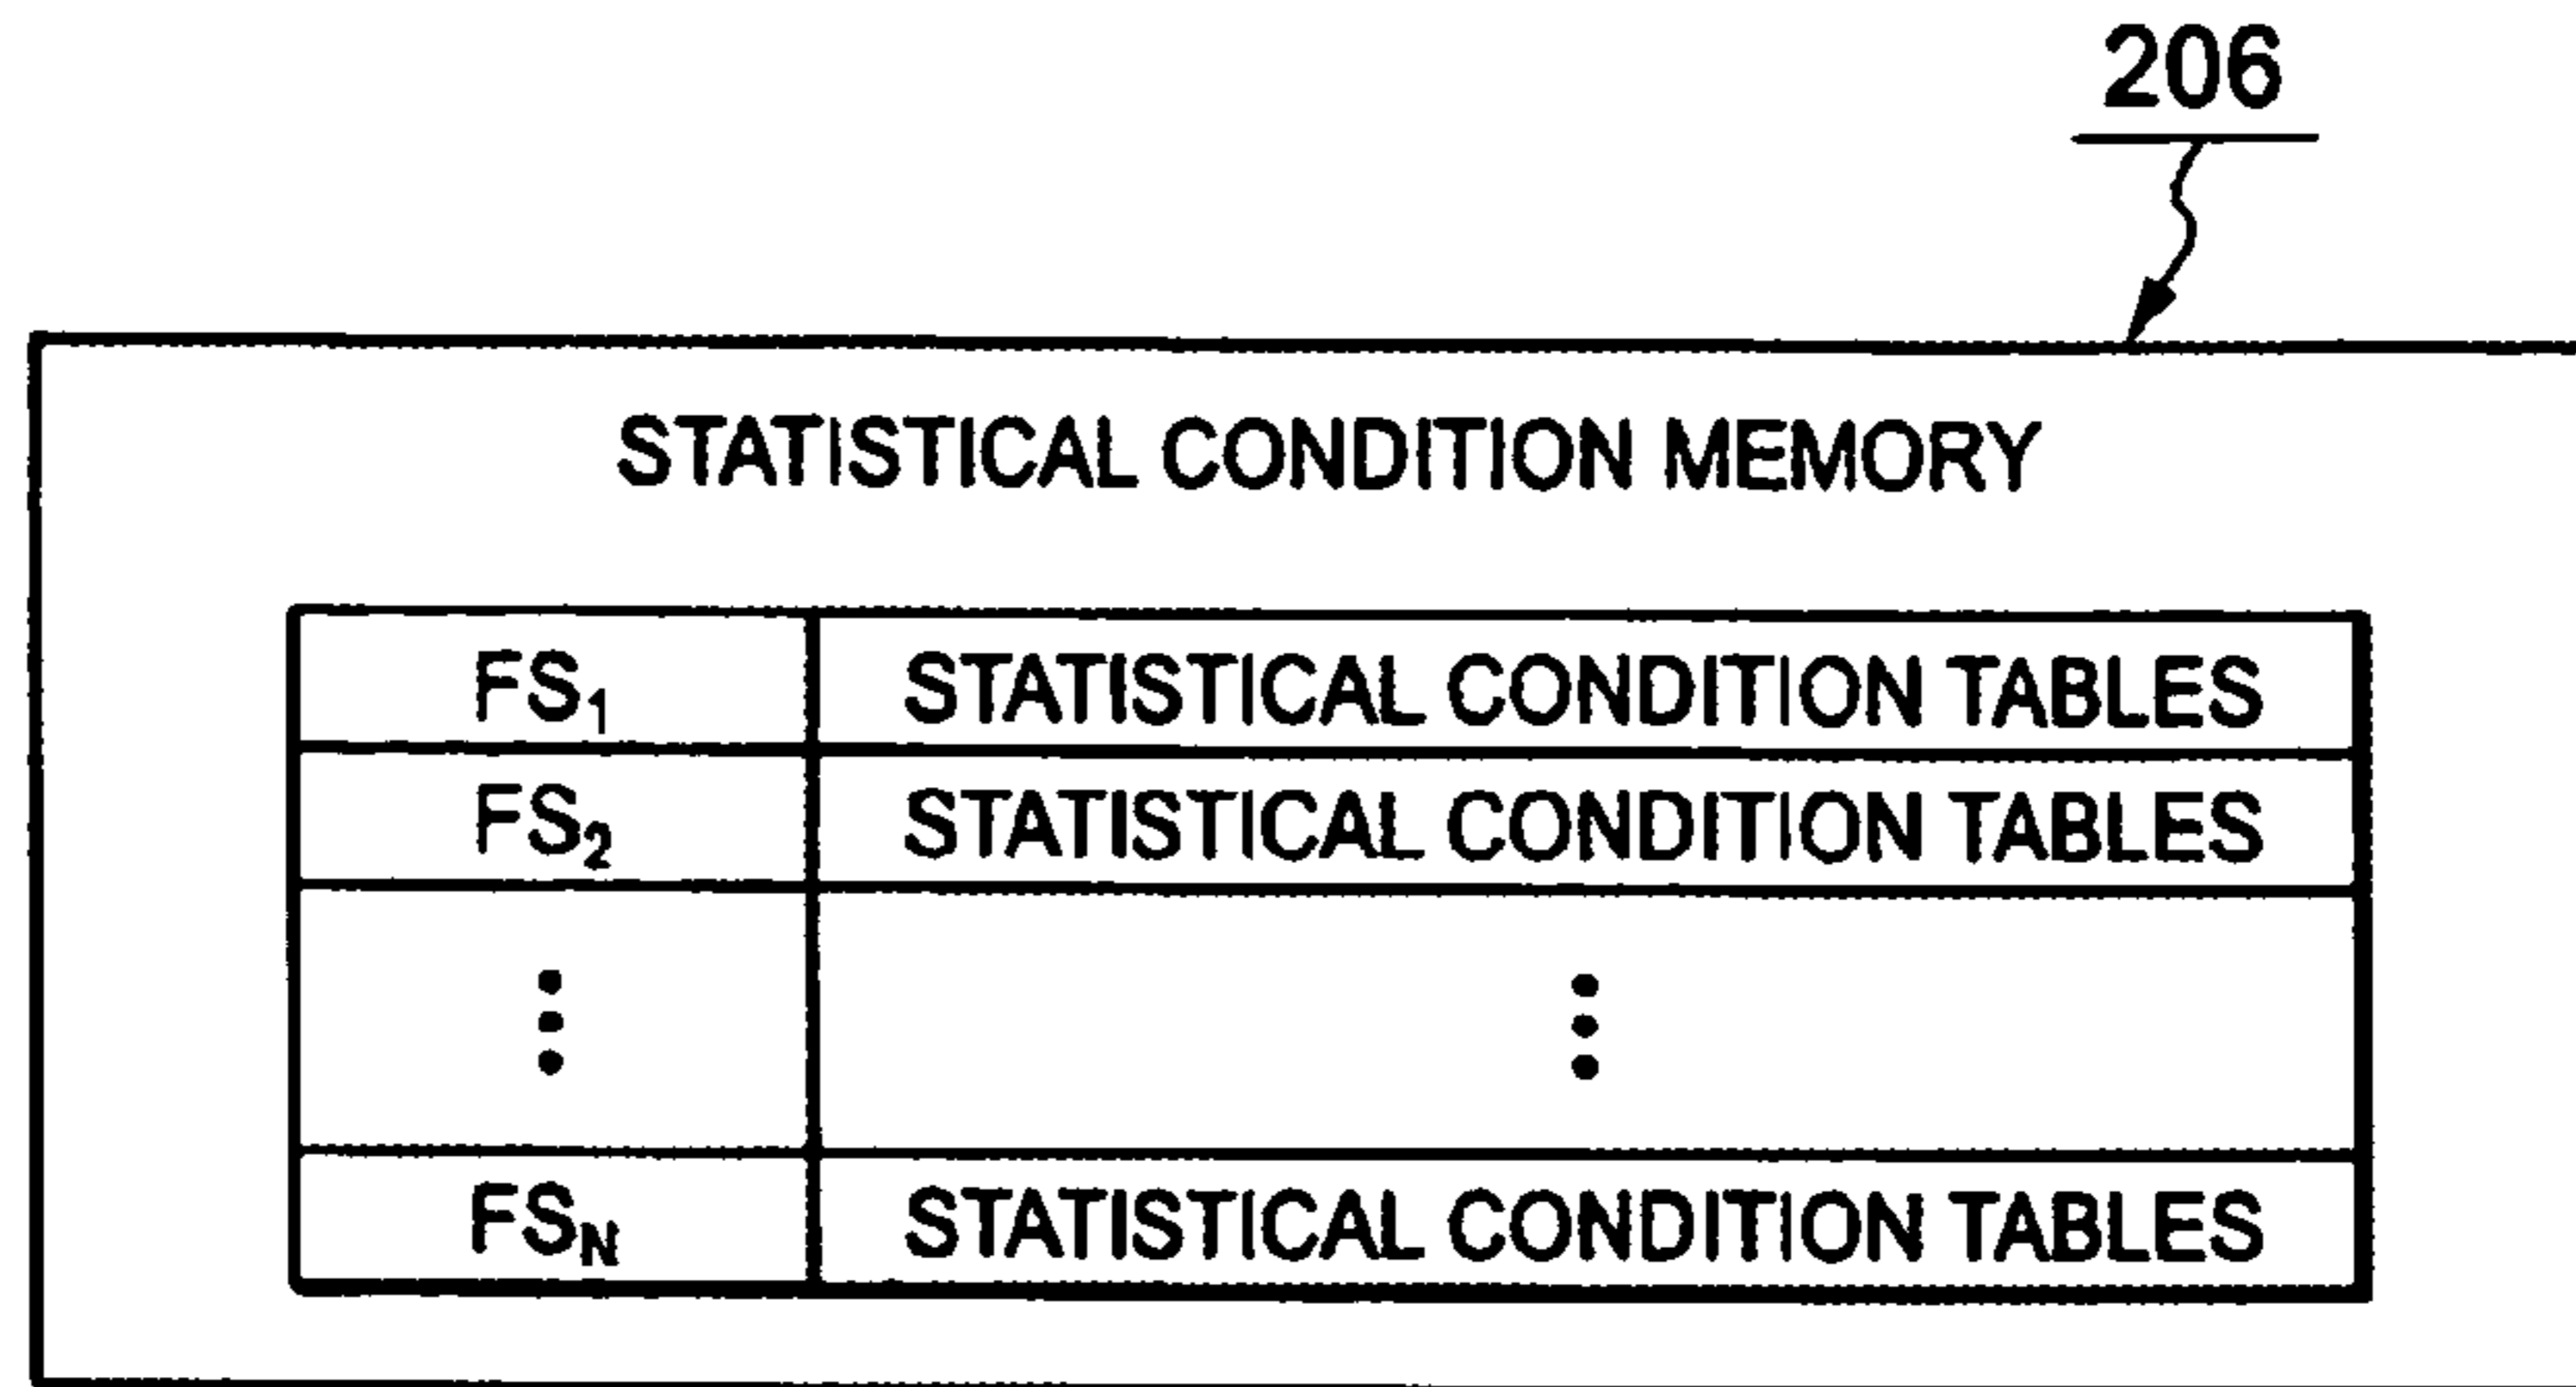 206
STATISTICAL CONDITION MEMORY
FS₁ STATISTICAL CONDITION TABLES
FS₂ STATISTICAL CONDITION TABLES
FSN STATISTICAL CONDITION TABLES